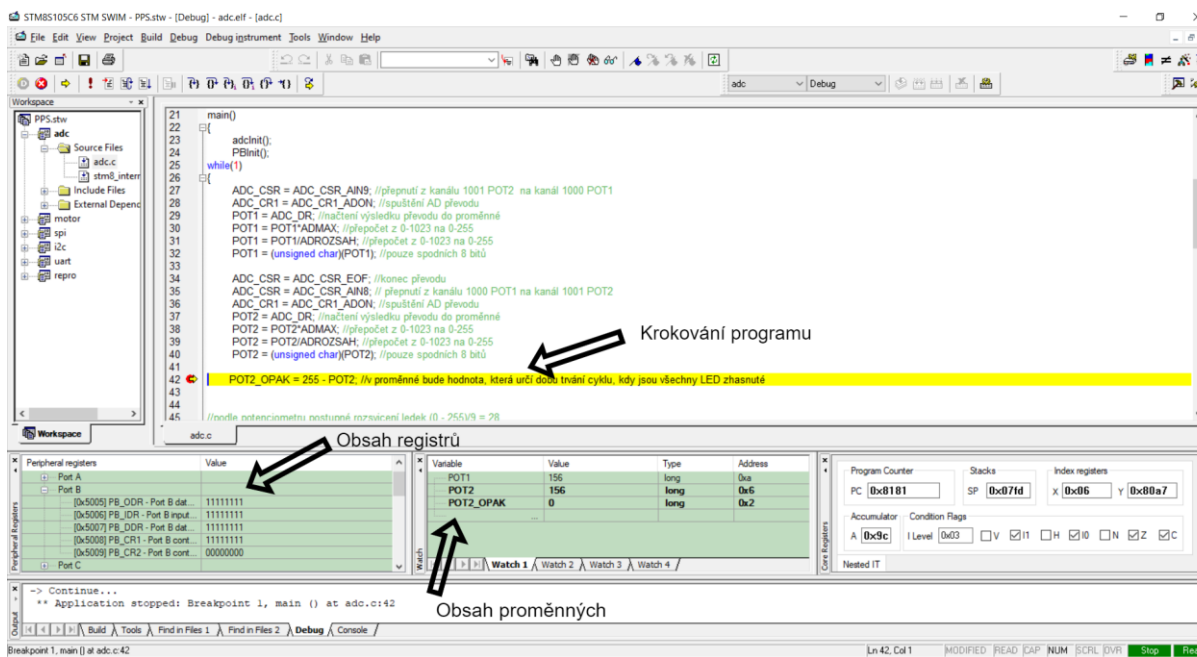 STM8S105C6 STM SWIM - PPS.stw - [Debug] - adc.elf - [adc.c]
File Edit View Project Build Debug Debug instrument Tools Window Help
adc Debug
Workspace
PPS.stw
adc
Source Files
adc.c
stm8_interr
Include Files
External Depend
motor
spi
i2c
uart
repro
Workspace
21 main()
22 {
23 adcInit();
24 PBInit();
25 while(1)
26 {
27 ADC_CSR = ADC_CSR_AIN9; //přepnutí z kanálu 1001 POT2 na kanál 1000 POT1
28 ADC_CR1 = ADC_CR1_ADON; //spuštění AD převodu
29 POT1 = ADC_DR; //načtení výsledku převodu do proměnné
30 POT1 = POT1*ADMAX; //přepočet z 0-1023 na 0-255
31 POT1 = POT1/ADROZSAH; //přepočet z 0-1023 na 0-255
32 POT1 = (unsigned char)(POT1); //pouze spodních 8 bitů
33
34 ADC_CSR = ADC_CSR_EOF; //konec převodu
35 ADC_CSR = ADC_CSR_AIN8; // přepnutí z kanálu 1000 POT1 na kanál 1001 POT2
36 ADC_CR1 = ADC_CR1_ADON; //spuštění AD převodu
37 POT2 = ADC_DR; //načtení výsledku převodu do proměnné
38 POT2 = POT2*ADMAX; //přepočet z 0-1023 na 0-255
39 POT2 = POT2/ADROZSAH; //přepočet z 0-1023 na 0-255
40 POT2 = (unsigned char)(POT2); //pouze spodních 8 bitů
41
Krokování programu
42 POT2_OPAK = 255 - POT2; //v proměnné bude hodnota, která určí dobu trvání cyklu, kdy jsou všechny LED zhasnuté
43
44
45 //podle potenciometru postupné rozsvícení ledek (0 - 255)/9 = 28
adc.c
Obsah registrů
Peripheral registers Value
Port A
Port B
[0x5005] PB_ODR - Port B dat... 11111111
[0x5006] PB_IDR - Port B input... 11111111
[0x5007] PB_DDR - Port B dat... 11111111
[0x5008] PB_CR1 - Port B cont... 11111111
[0x5009] PB_CR2 - Port B cont... 00000000
Port C
Peripheral Registers
Variable Value Type Address
POT1 156 long 0xa
POT2 156 long 0x6
POT2_OPAK 0 long 0x2
...
Watch
Watch 1 Watch 2 Watch 3 Watch 4
Obsah proměnných
Program Counter Stacks Index registers
PC 0x8181 SP 0x07fd X 0x06 Y 0x80a7
Accumulator Condition Flags
A 0x9c I Level 0x03 V I1 H I0 N Z C
Nested IT
Core Registers
-> Continue...
** Application stopped: Breakpoint 1, main () at adc.c:42
Output
Build Tools Find in Files 1 Find in Files 2 Debug Console
Breakpoint 1, main () at adc.c:42 Ln 42, Col 1 MODIFIED READ CAP NUM SCRL OVR Stop Rea